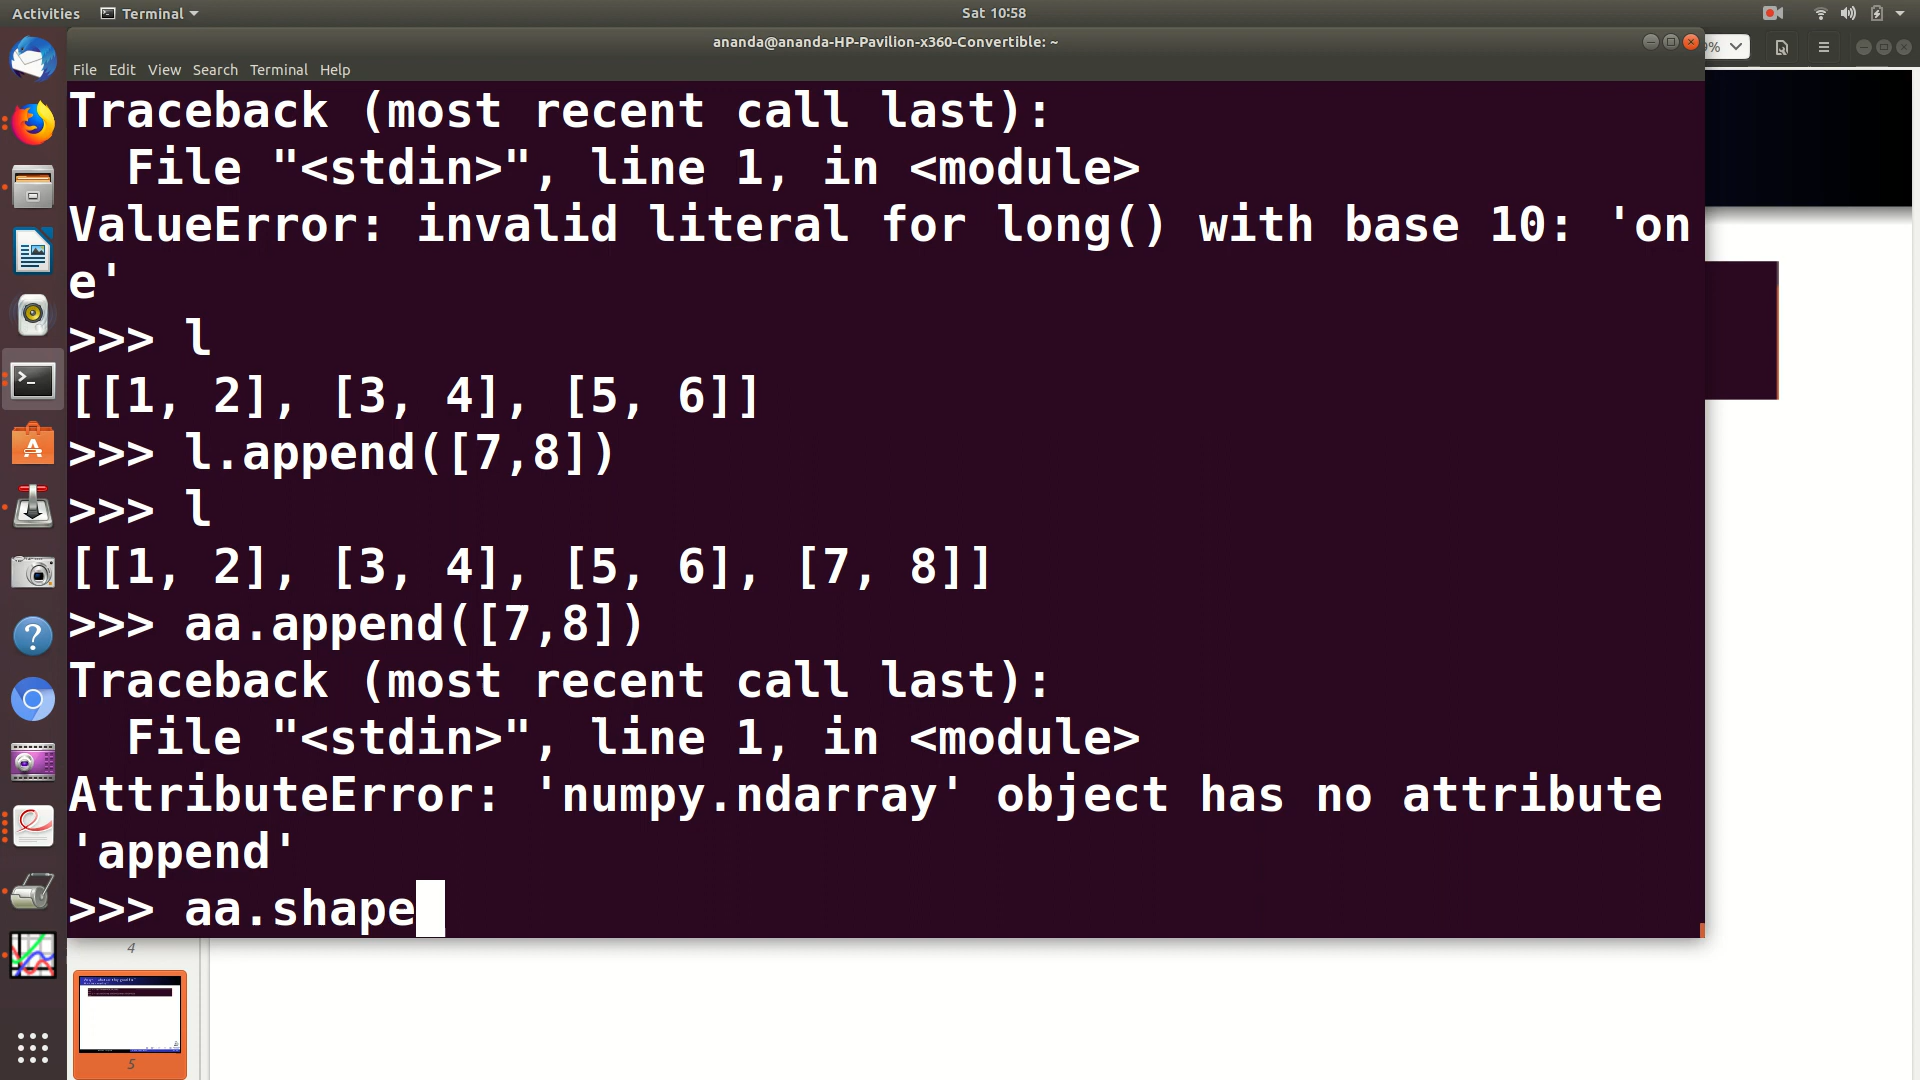 Activities Terminal Sat 10:58
ananda@ananda-HP-Pavilion-x360-Convertible: ~
%
File Edit View Search Terminal Help
Traceback (most recent call last):
  File "<stdin>", line 1, in <module>
ValueError: invalid literal for long() with base 10: 'on
e'
>>> l
[[1, 2], [3, 4], [5, 6]]
>>> l.append([7,8])
>>> l
[[1, 2], [3, 4], [5, 6], [7, 8]]
>>> aa.append([7,8])
Traceback (most recent call last):
  File "<stdin>", line 1, in <module>
AttributeError: 'numpy.ndarray' object has no attribute
'append'
>>> aa.shape
4
5